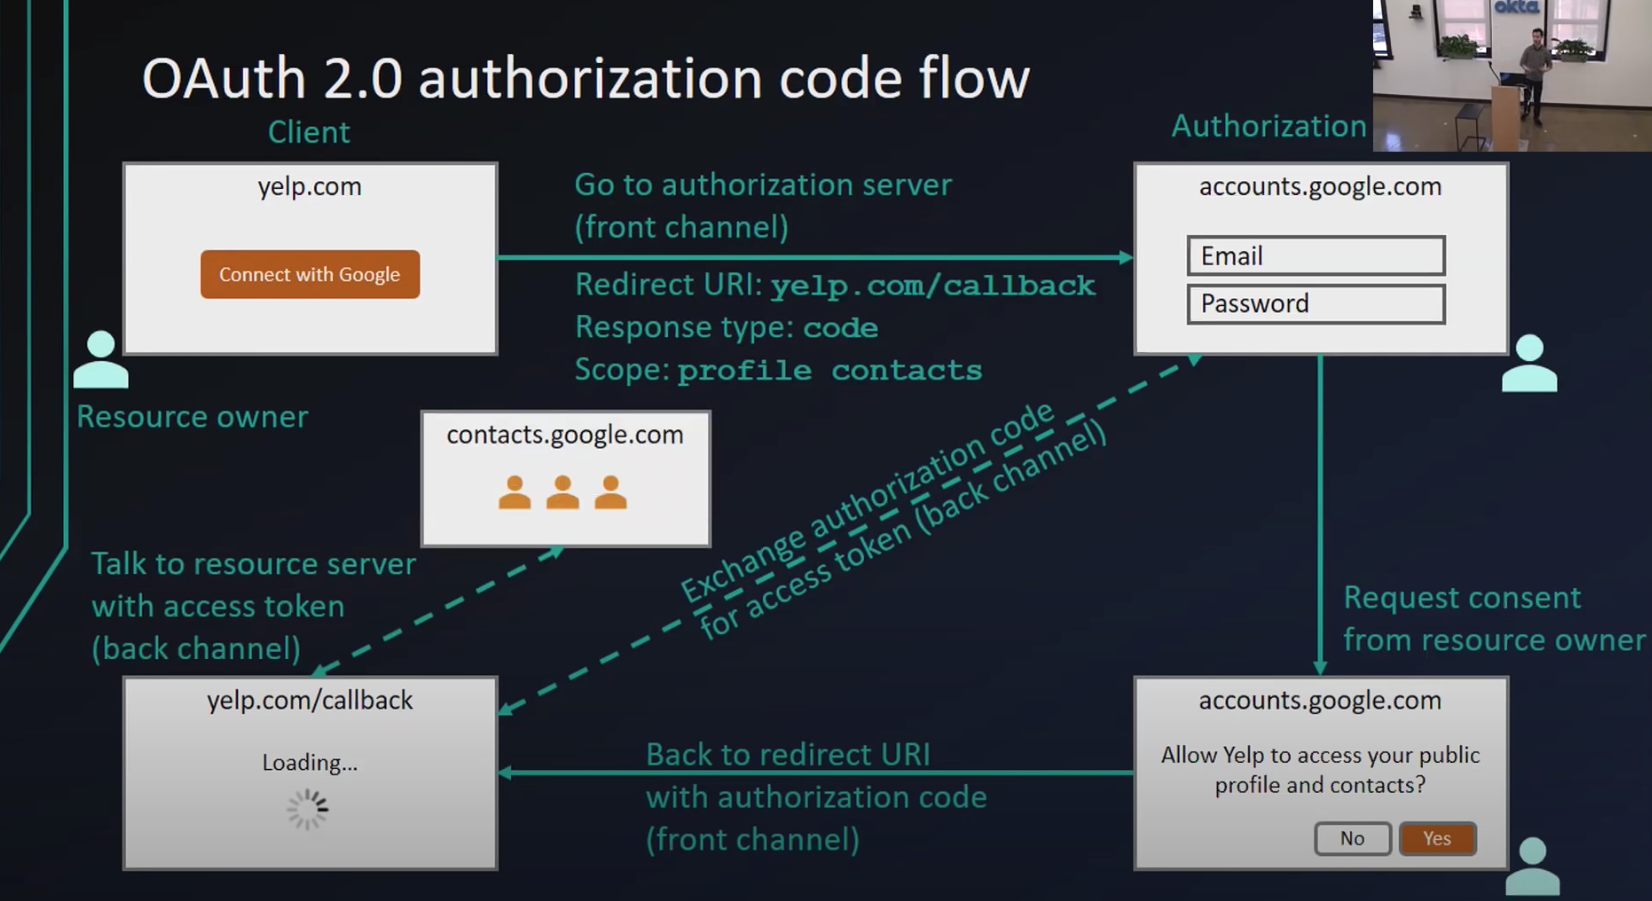 okta
OAuth 2.0 authorization code flow
Client
Authorization
yelp.com
Connect with Google
Go to authorization server
(front channel)
Redirect URI: yelp.com/callback
Response type: code
Scope: profile contacts
accounts.google.com
Email
Password
Resource owner
contacts.google.com
Exchange authorization code
for access token (back channel)
Talk to resource server
with access token
(back channel)
Request consent
from resource owner
yelp.com/callback
Loading...
Back to redirect URI
with authorization code
(front channel)
accounts.google.com
Allow Yelp to access your public
profile and contacts?
No
Yes